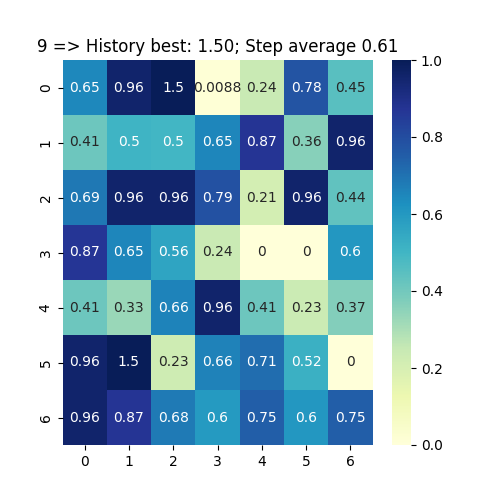 9 => History best: 1.50; Step average 0.61
0 0.65 0.96 1.5 0.0088 0.24 0.78 0.45
1 0.41 0.5 0.5 0.65 0.87 0.36 0.96
2 0.69 0.96 0.96 0.79 0.21 0.96 0.44
3 0.87 0.65 0.56 0.24 0 0 0.6
4 0.41 0.33 0.66 0.96 0.41 0.23 0.37
5 0.96 1.5 0.23 0.66 0.71 0.52 0
6 0.96 0.87 0.68 0.6 0.75 0.6 0.75
0 1 2 3 4 5 6
1.0
0.8
0.6
0.4
0.2
0.0